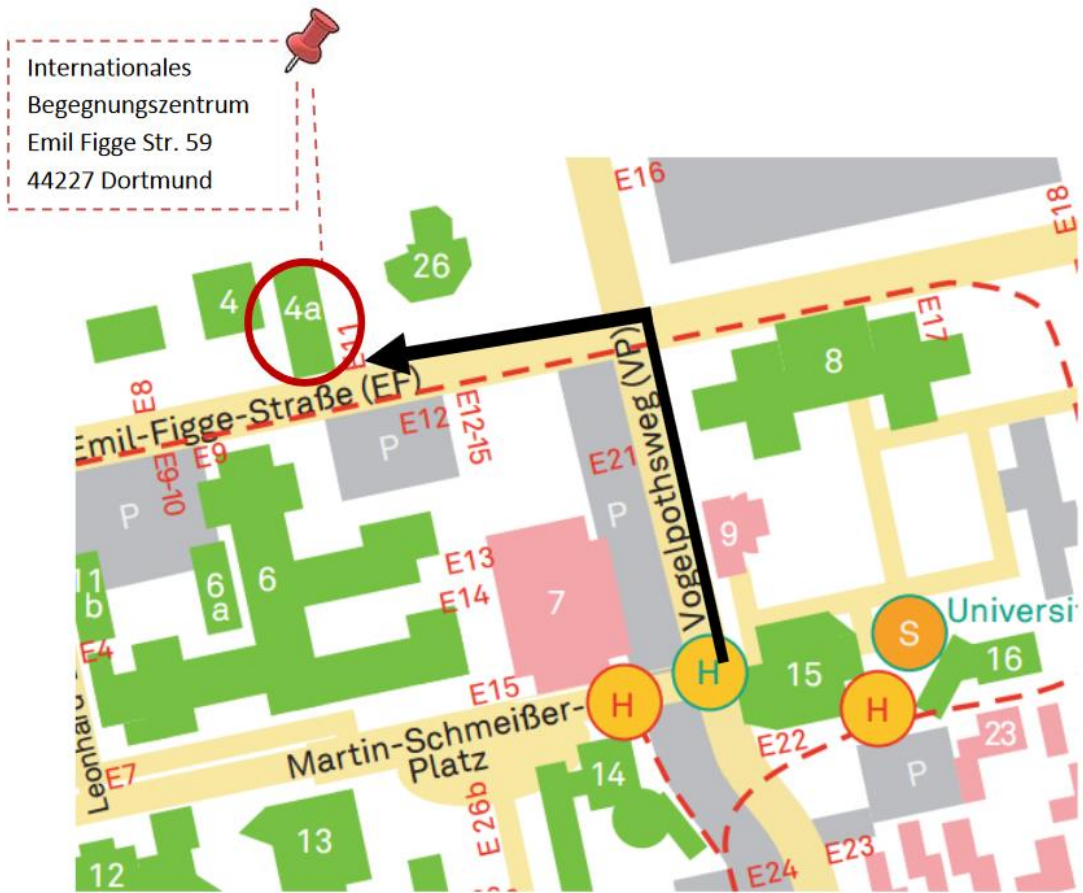 Internationales
Begegnungszentrum
Emil Figge Str. 59
44227 Dortmund
E16
E18
26
4
4a
E11
E17
8
E8
Emil-Figge-Straße (EF)
E12
E12-15
Vogelpothsweg (VP)
E9
E9-10
P
P
E21
P
9
11
b
6
a
6
E13
E14
7
Universi
S
16
E4
15
H
H
H
E15
Martin-Schmeißer-
Platz
E22
23
P
Leonhard
E7
14
E26b
13
12
E23
E24